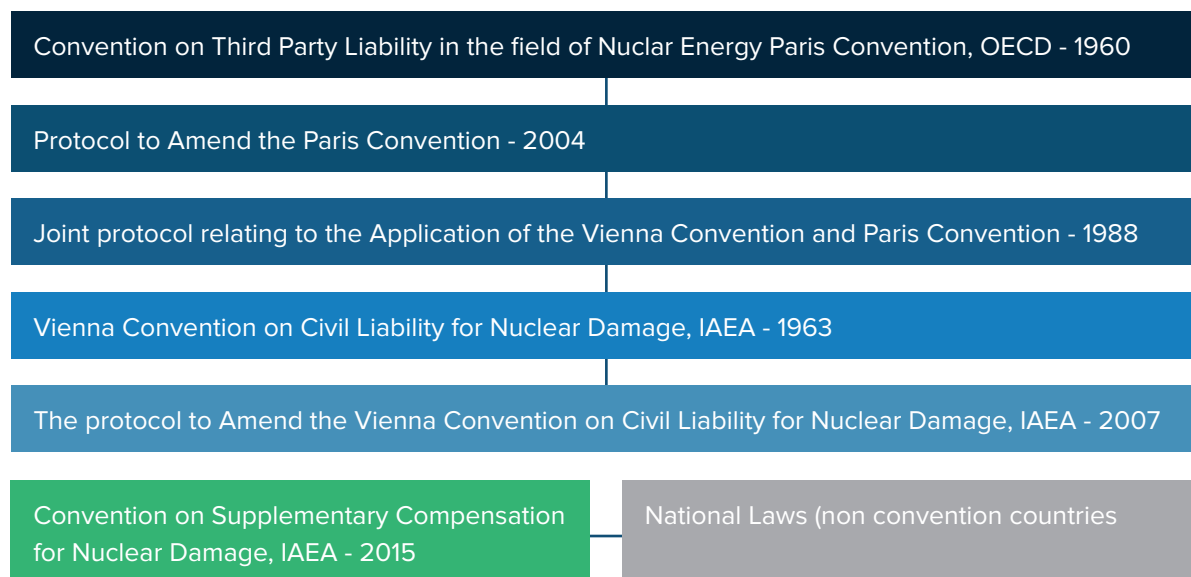 Convention on Third Party Liability in the field of Nuclar Energy Paris Convention, OECD - 1960
Protocol to Amend the Paris Convention - 2004
Joint protocol relating to the Application of the Vienna Convention and Paris Convention - 1988
Vienna Convention on Civil Liability for Nuclear Damage, IAEA - 1963
The protocol to Amend the Vienna Convention on Civil Liability for Nuclear Damage, IAEA - 2007
Convention on Supplementary Compensation
for Nuclear Damage, IAEA - 2015
National Laws (non convention countries